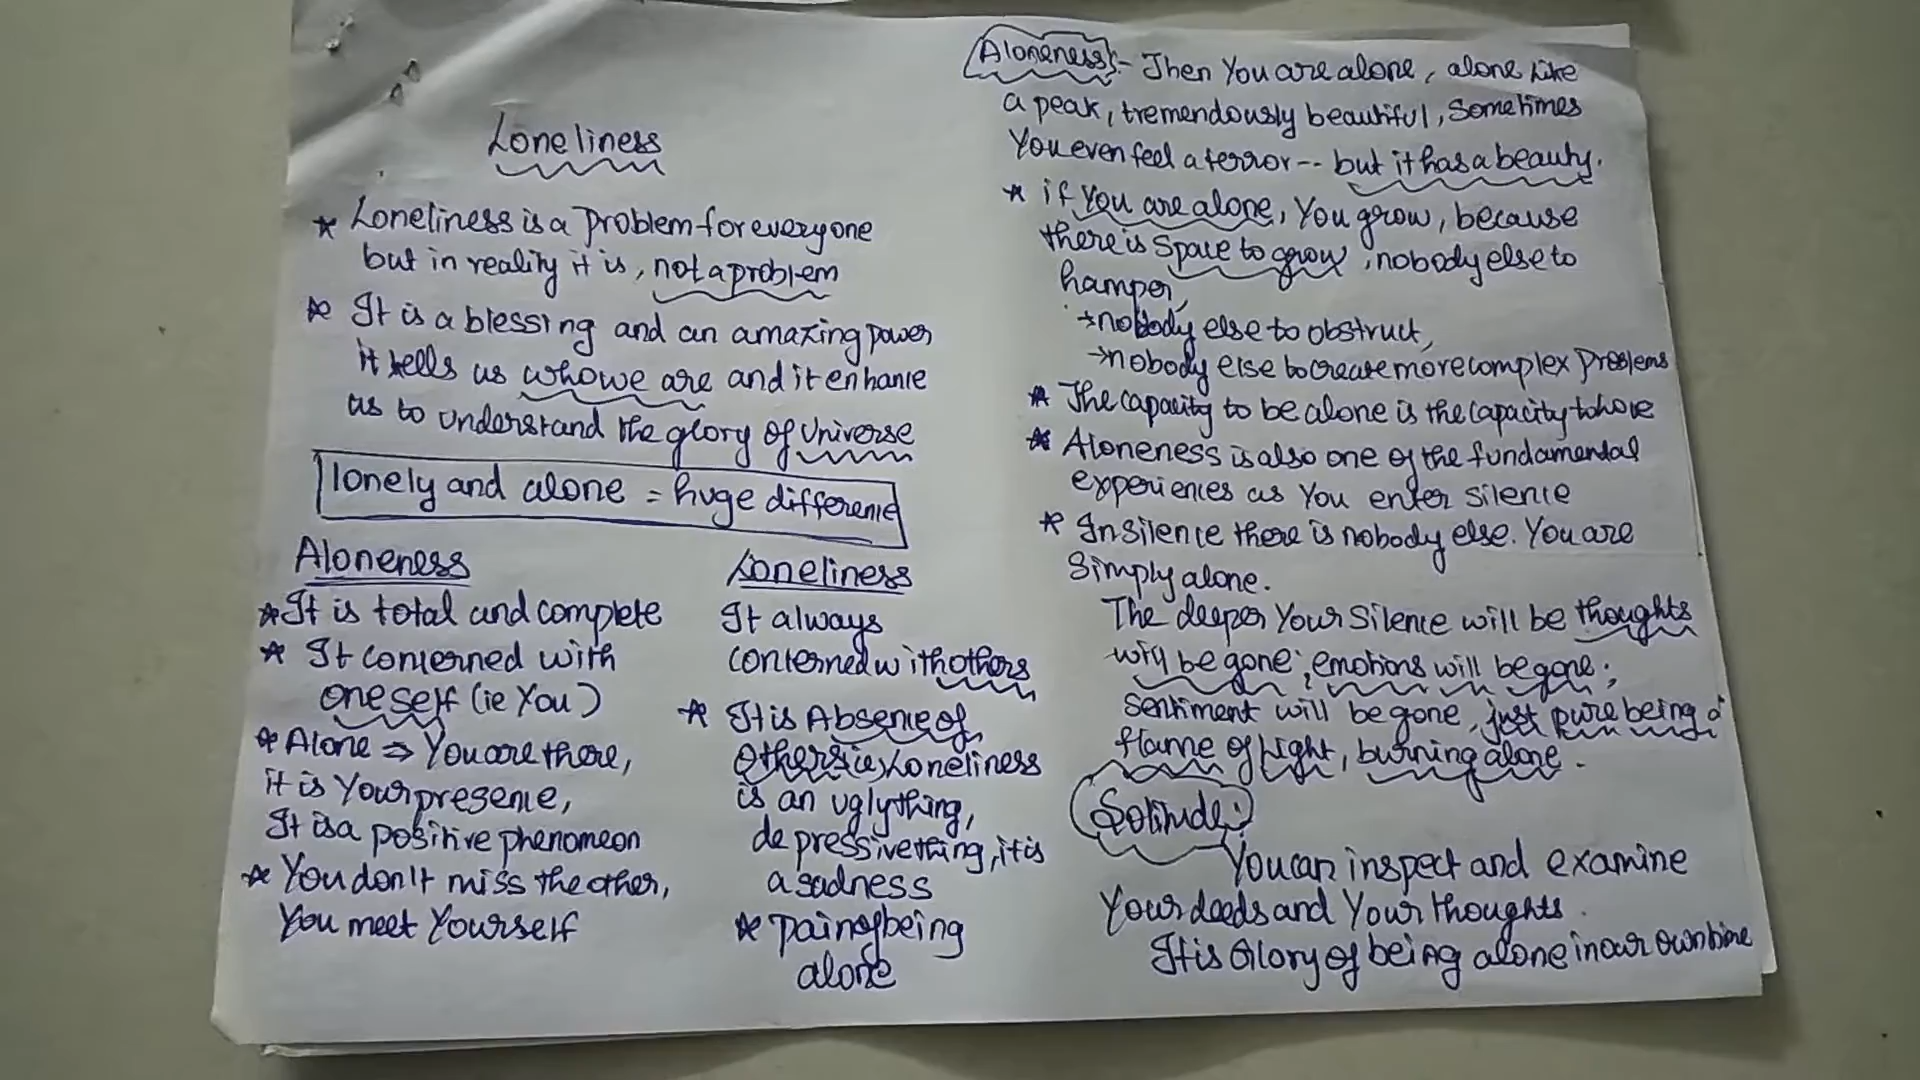 Loneliness
* Loneliness is a problem for everyone
but in reality it is, not a problem
* It is a blessing and an amazing power
it tells us who we are and it enhance
us to understand the glory of Universe
lonely and alone = huge difference
Aloneness
* It is total and complete
* It concerned with
oneself (ie You)
* Alone ⇒ You are there,
it is Your presence,
It is a positive phenomeon
* You don't miss the other,
You meet Yourself
Loneliness
It always
concerned with others
* It is Absence of
Others ie, Loneliness
is an ugly thing,
depressive thing, it is
a sadness
* pain of being
alone
Aloneness :- Then You are alone, alone like
a peak, tremendously beautiful, Sometimes
You even feel a terror -- but it has a beauty.
* if You are alone, You grow, because
there is space to grow, nobody else to
hamper,
→ nobody else to obstruct,
→ nobody else to create more complex problems
* The capacity to be alone is the capacity to
* Aloneness is also one of the fundamental
experiences as You enter silence
* In silence there is nobody else. You are
Simply alone.
The deeper Your Silence will be thoughts
will be gone; emotions will be gone;
sentiment will be gone, just pure being a
flame of light, burning alone.
Solitude:
You can inspect and examine
Your deeds and Your thoughts.
It is Glory of being alone in our own time